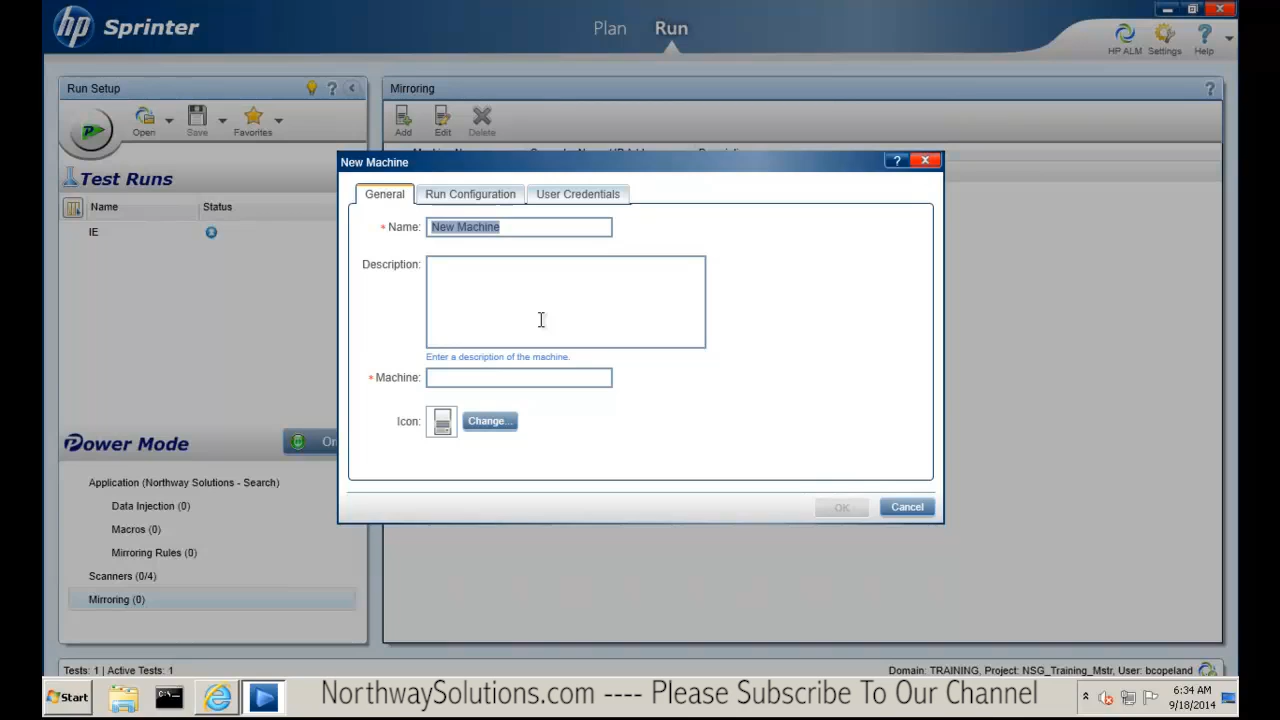 hp Sprinter
Plan
Run
HP ALM
Settings
Help
Run Setup
?
Open
Save
Favorites
Test Runs
Name
Status
IE
Power Mode
Application (Northway Solutions - Search)
Data Injection (0)
Macros (0)
Mirroring Rules (0)
Scanners (0/4)
Mirroring (0)
Mirroring
?
Add
Edit
Delete
New Machine
?
General
Run Configuration
User Credentials
* Name: New Machine
Description:
Enter a description of the machine.
* Machine:
Icon:
Change...
OK
Cancel
Tests: 1 | Active Tests: 1
Domain: TRAINING, Project: NSG_Training_Mstr, User: bcopeland
Start
NorthwaySolutions.com ---- Please Subscribe To Our Channel
6:34 AM
9/18/2014